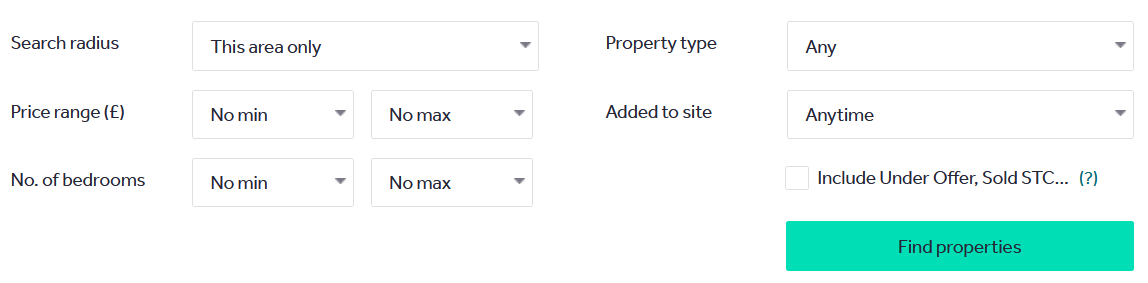 Search radius
This area only
Property type
Any
Price range (£)
No min
No max
Added to site
Anytime
No. of bedrooms
No min
No max
Include Under Offer, Sold STC... (?)
Find properties